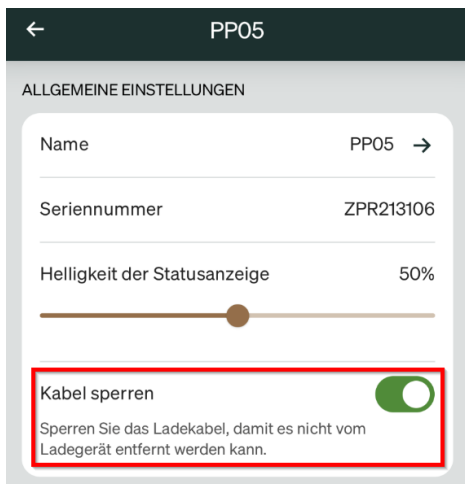 PP05
ALLGEMEINE EINSTELLUNGEN
Name PP05
Seriennummer ZPR213106
Helligkeit der Statusanzeige 50%
Kabel sperren
Sperren Sie das Ladekabel, damit es nicht vom
Ladegerät entfernt werden kann.